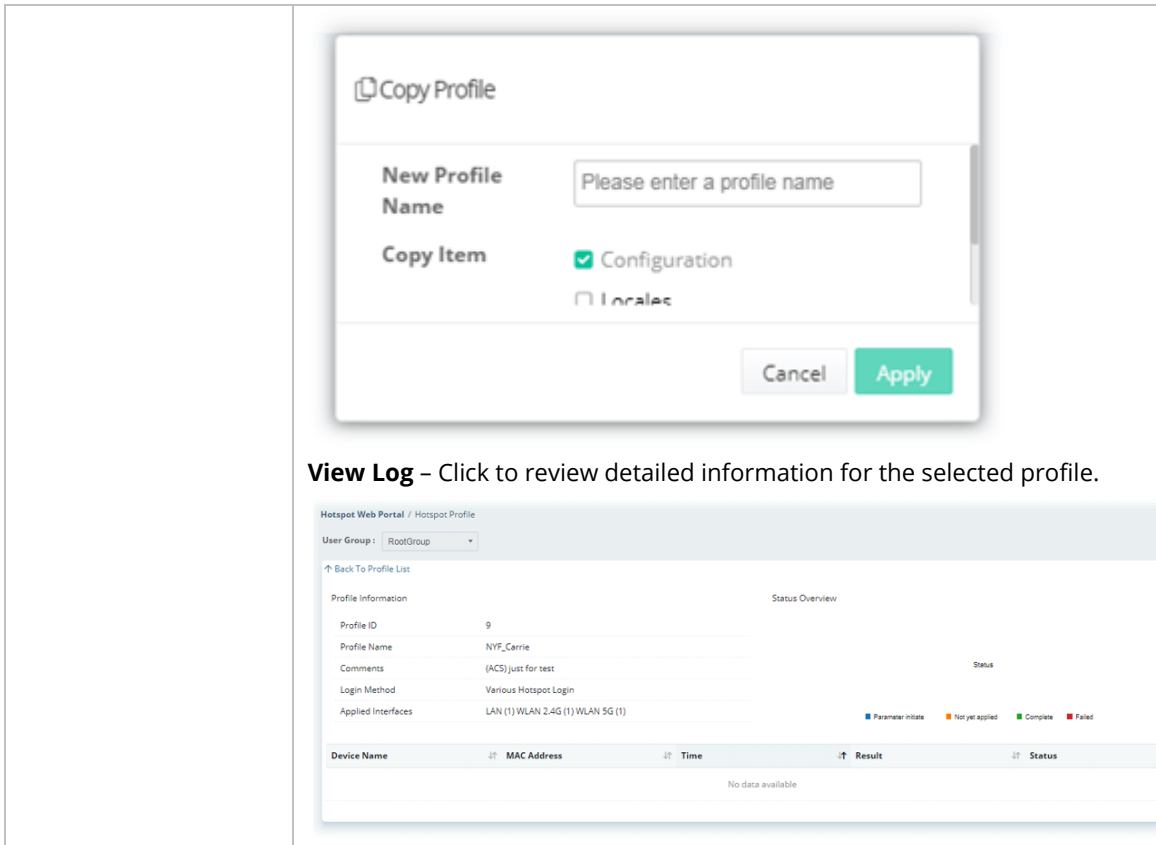 Copy Profile
New Profile
Name
Please enter a profile name
Copy Item
Configuration
Locales
Cancel
Apply
View Log – Click to review detailed information for the selected profile.
Hotspot Web Portal / Hotspot Profile
User Group : RootGroup
Back To Profile List
Profile Information
Status Overview
Profile ID 9
Profile Name NYF_Carrie
Comments (ACS) just for test
Login Method Various Hotspot Login
Applied Interfaces LAN (1) WLAN 2.4G (1) WLAN 5G (1)
Status
Parameter initiate Not yet applied Complete Failed
Device Name MAC Address Time Result Status
No data available